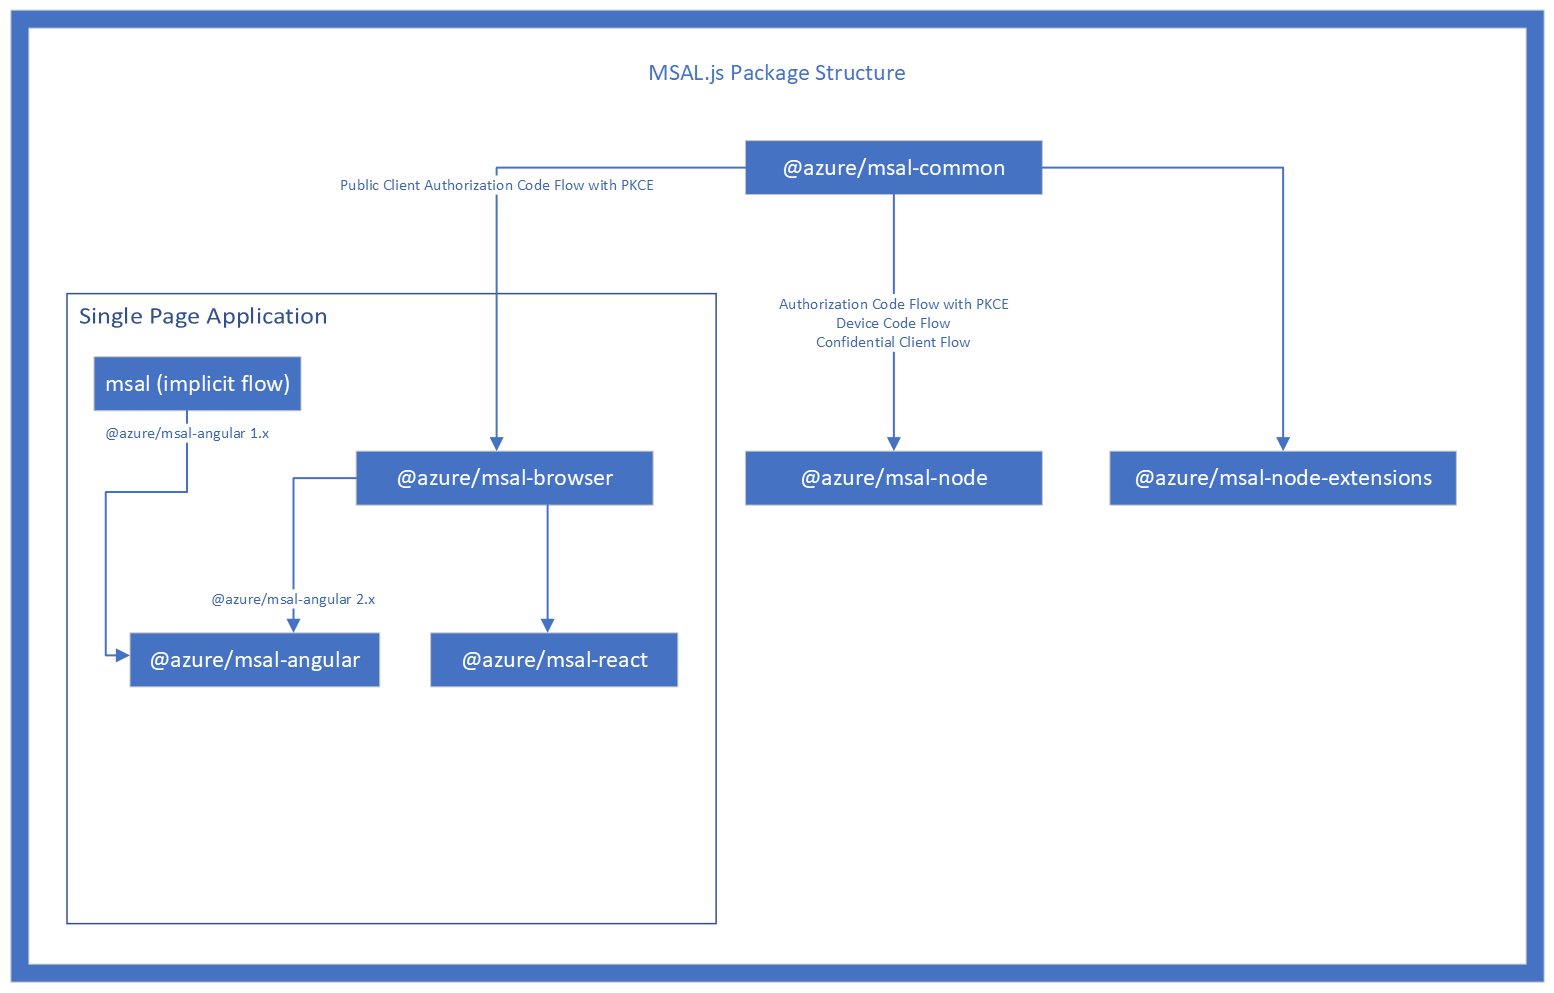 MSAL.js Package Structure
@azure/msal-common
Public Client Authorization Code Flow with PKCE
Authorization Code Flow with PKCE
Device Code Flow
Confidential Client Flow
Single Page Application
msal (implicit flow)
@azure/msal-angular 1.x
@azure/msal-browser
@azure/msal-node
@azure/msal-node-extensions
@azure/msal-angular 2.x
@azure/msal-angular
@azure/msal-react